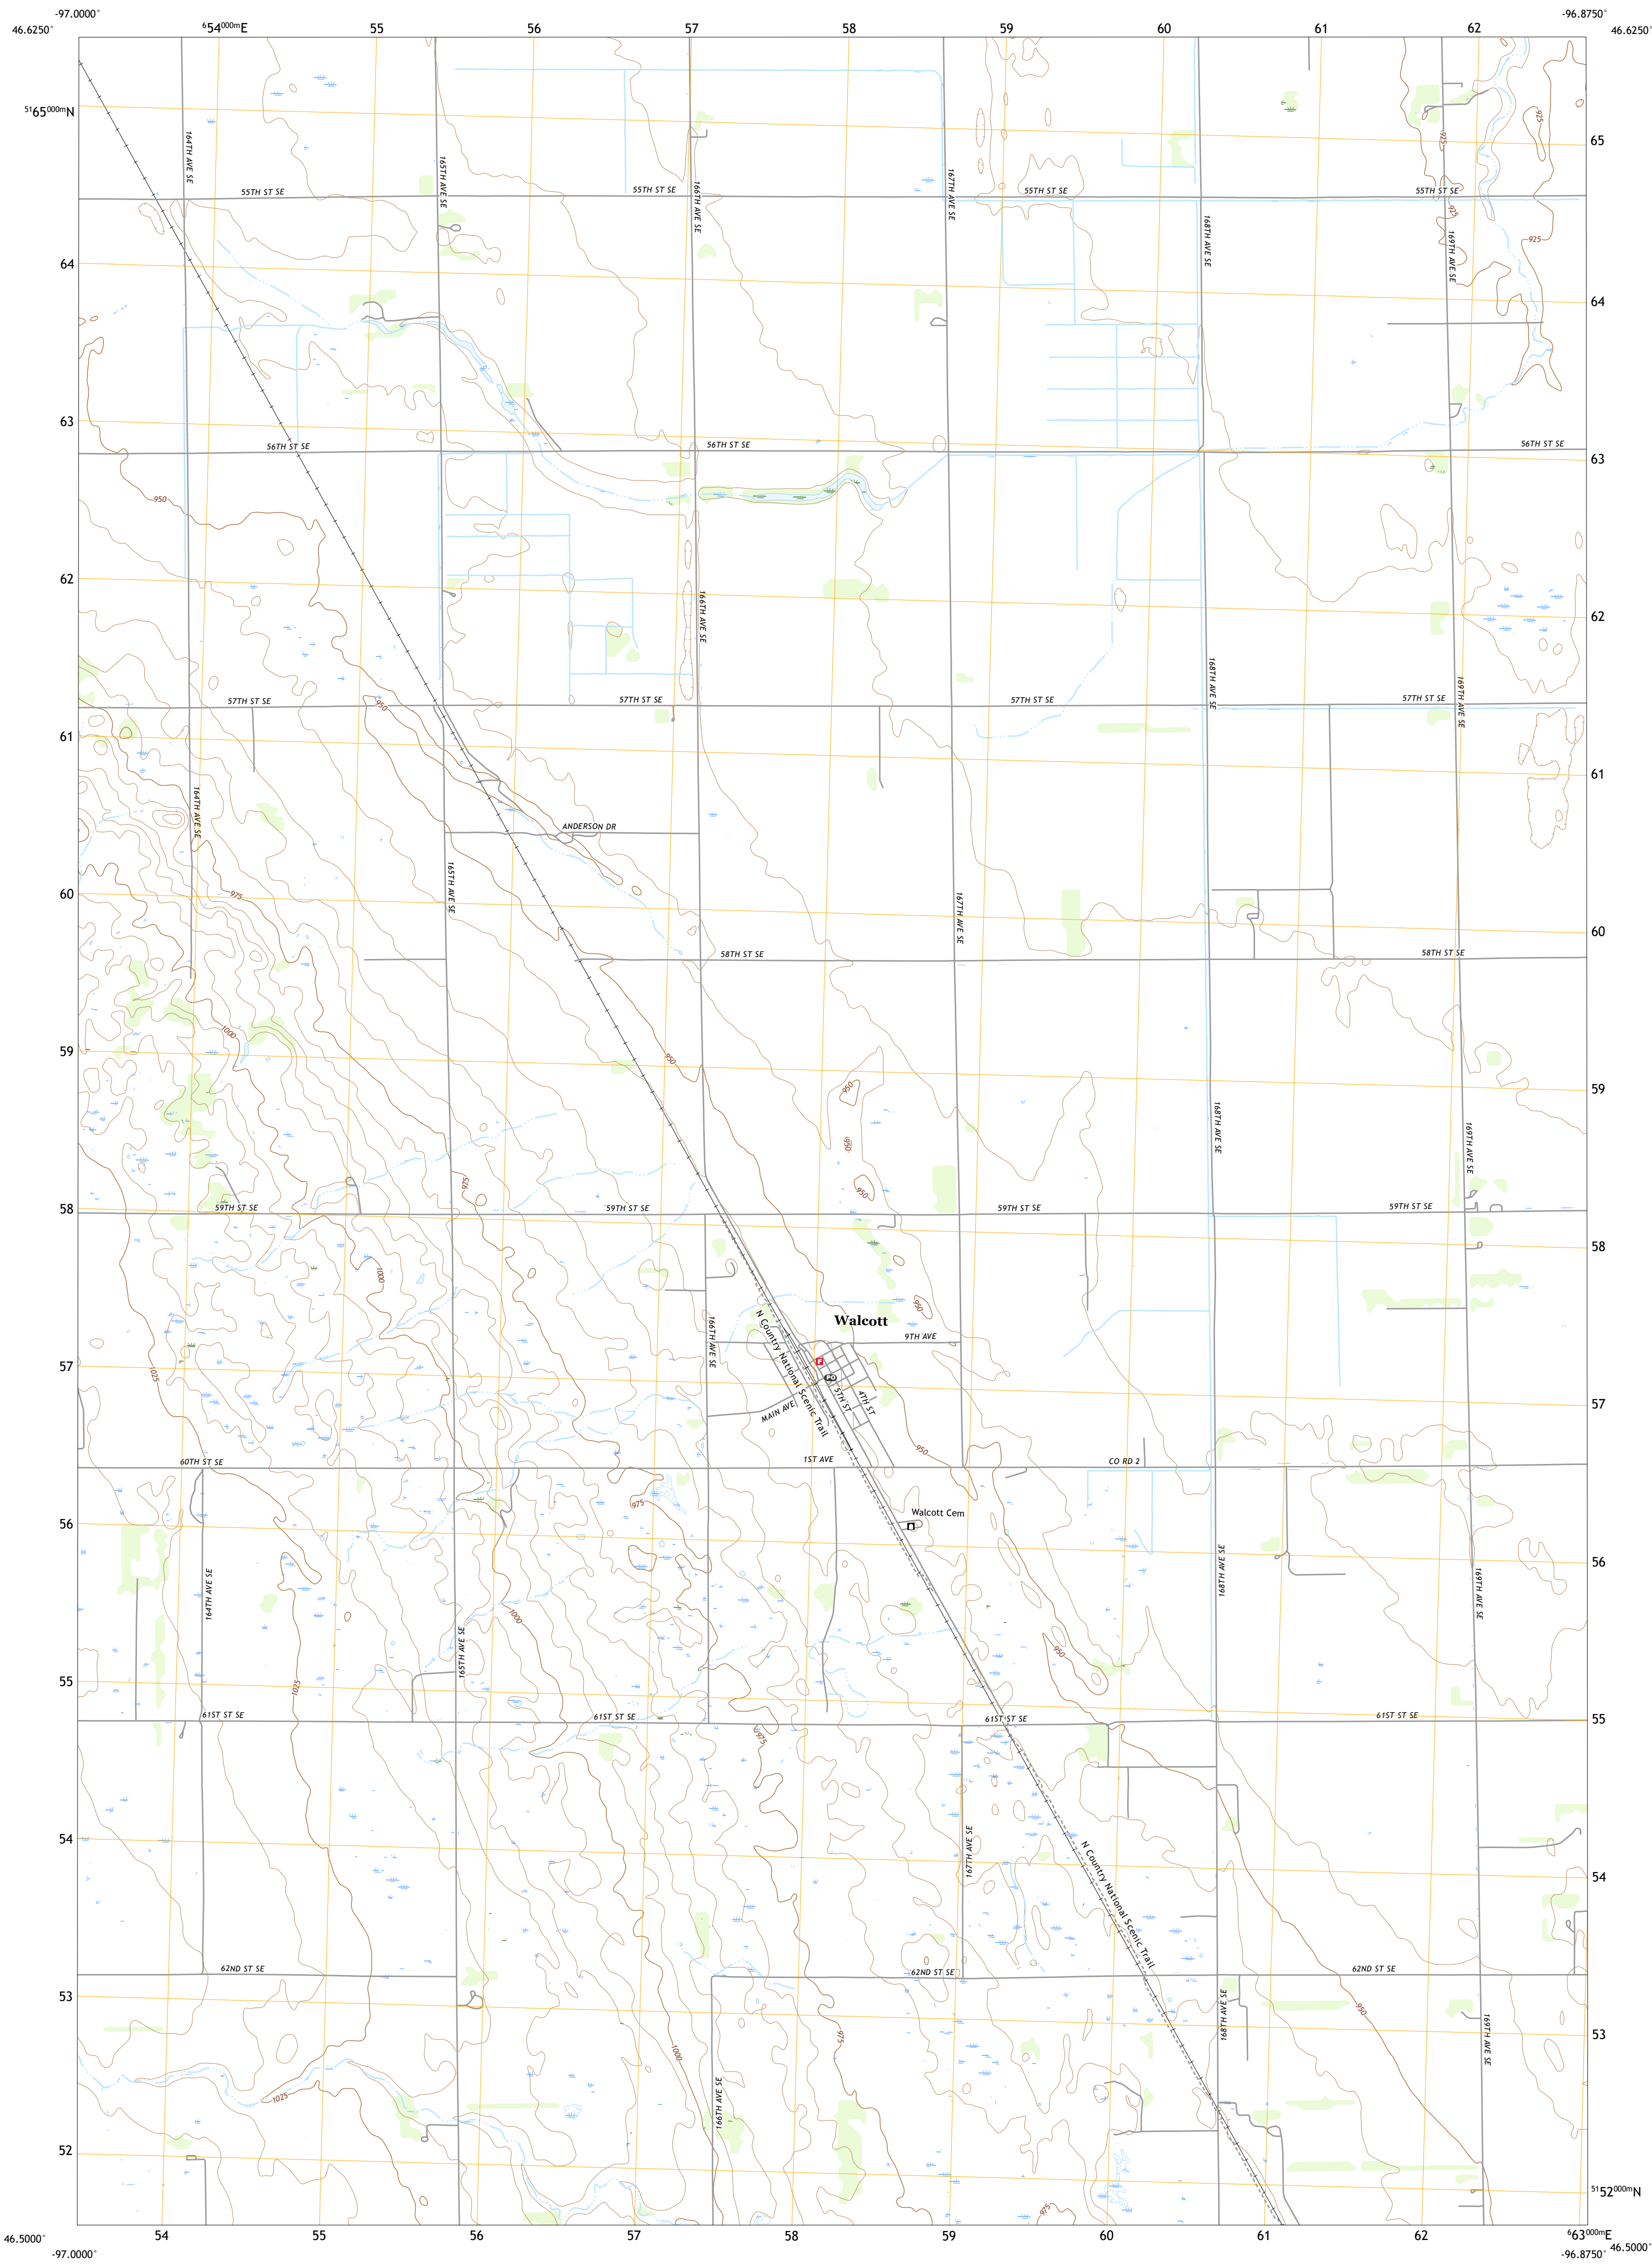 -97.0000°
-96.8750°
46.6250°
⁶54⁰⁰⁰ᵐE
55
56
57
58
59
60
61
62
46.6250°
⁵¹65⁰⁰⁰ᵐN
925
925
925
164TH AVE SE
65
165TH AVE SE
167TH AVE SE
166TH AVE SE
55TH ST SE
55TH ST SE
55TH ST SE
55TH ST SE
925
168TH AVE SE
169TH AVE SE
925
64
64
63
56TH ST SE
56TH ST SE
56TH ST SE
63
950
62
166TH AVE SE
62
168TH AVE SE
169TH AVE SE
57TH ST SE
57TH ST SE
57TH ST SE
57TH ST SE
950
61
61
164TH AVE SE
ANDERSON DR
165TH AVE SE
60
975
167TH AVE SE
60
58TH ST SE
58TH ST SE
1000
59
950
950
59
168TH AVE SE
950
169TH AVE SE
975
950
58
59TH ST SE
59TH ST SE
59TH ST SE
59TH ST SE
58
1000
950
Walcott
166TH AVE SE
N Country National Scenic Trail
9TH AVE
57
1025
PO
5TH ST
4TH ST
57
MAIN AVE
950
60TH ST SE
1ST AVE
CO RD 2
975
Walcott Cem
56
56
164TH AVE SE
168TH AVE SE
169TH AVE SE
1000
165TH AVE SE
950
55
1025
61ST ST SE
61ST ST SE
61ST ST SE
61ST ST SE
55
975
54
167TH AVE SE
N Country National Scenic Trail
54
62ND ST SE
62ND ST SE
62ND ST SE
53
168TH AVE SE
950
169TH AVE SE
53
975
1000
166TH AVE SE
1025
52
⁵¹52⁰⁰⁰ᵐN
975
46.5000°
54
55
56
57
58
59
60
61
62
⁶63⁰⁰⁰ᵐE
46.5000°
-97.0000°
-96.8750°